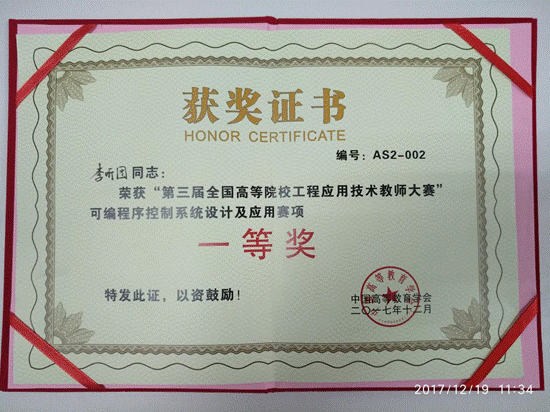 获奖证书
HONOR CERTIFICATE
编号：AS2-002
李昕团同志：
荣获“第三届全国高等院校工程应用技术教师大赛”
可编程序控制系统设计及应用赛项
一等奖
特发此证，以资鼓励！
中国高等教育学会
二〇一七年十二月
2017/12/19 11:34